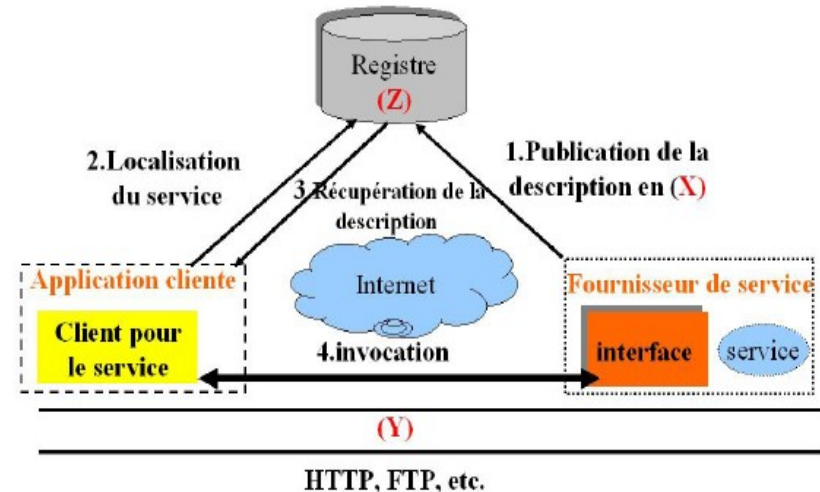 Registre
(Z)
2.Localisation
du service
1.Publication de la
description en (X)
3.Récupération de la
description
Application cliente
Internet
Fournisseur de service
Client pour
le service
4.invocation
interface
service
(Y)
HTTP, FTP, etc.